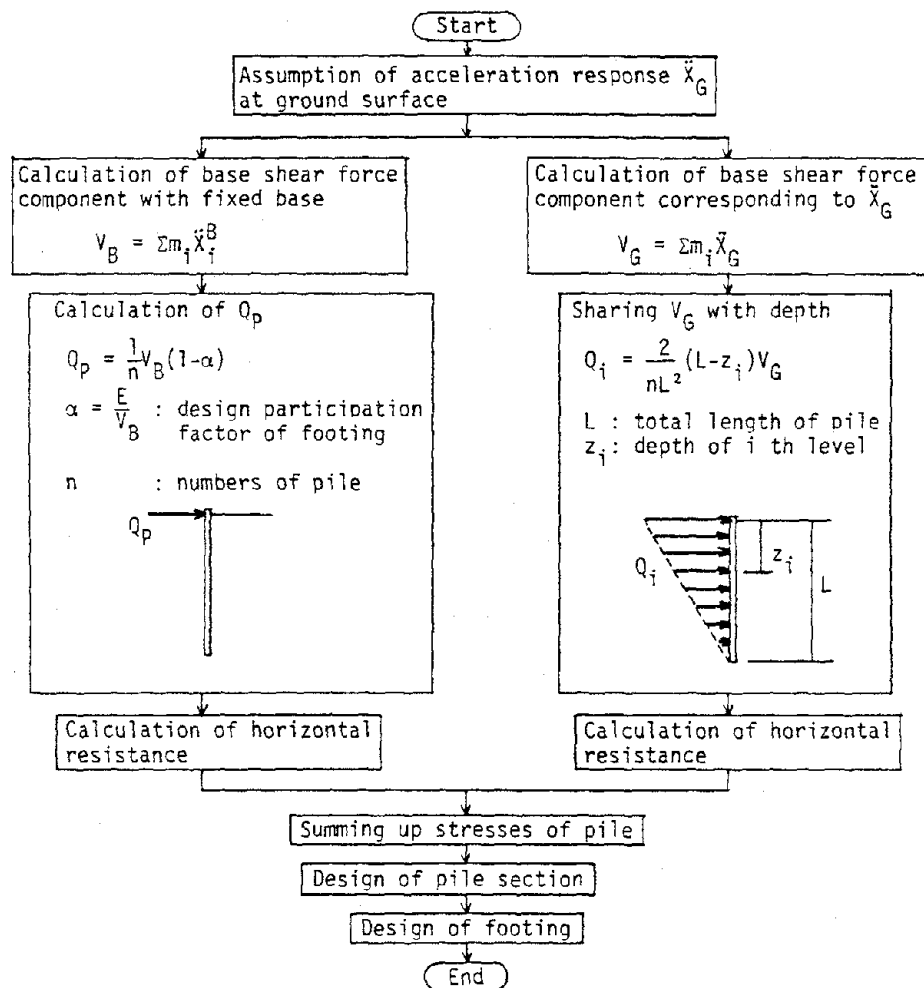 Start
Assumption of acceleration response Ẍ_G
at ground surface
Calculation of base shear force
component with fixed base
V_B = Σm_i Ẍ_i^B
Calculation of base shear force
component corresponding to Ẍ_G
V_G = Σm_i Ẍ_G
Calculation of Q_p
Q_p = 1/n V_B(1-α)
α = E/V_B : design participation
factor of footing
n : numbers of pile
Q_p
Sharing V_G with depth
Q_i = 2/nL² (L-z_i)V_G
L : total length of pile
z_i: depth of i th level
Q_i
z_i
L
Calculation of horizontal
resistance
Calculation of horizontal
resistance
Summing up stresses of pile
Design of pile section
Design of footing
End